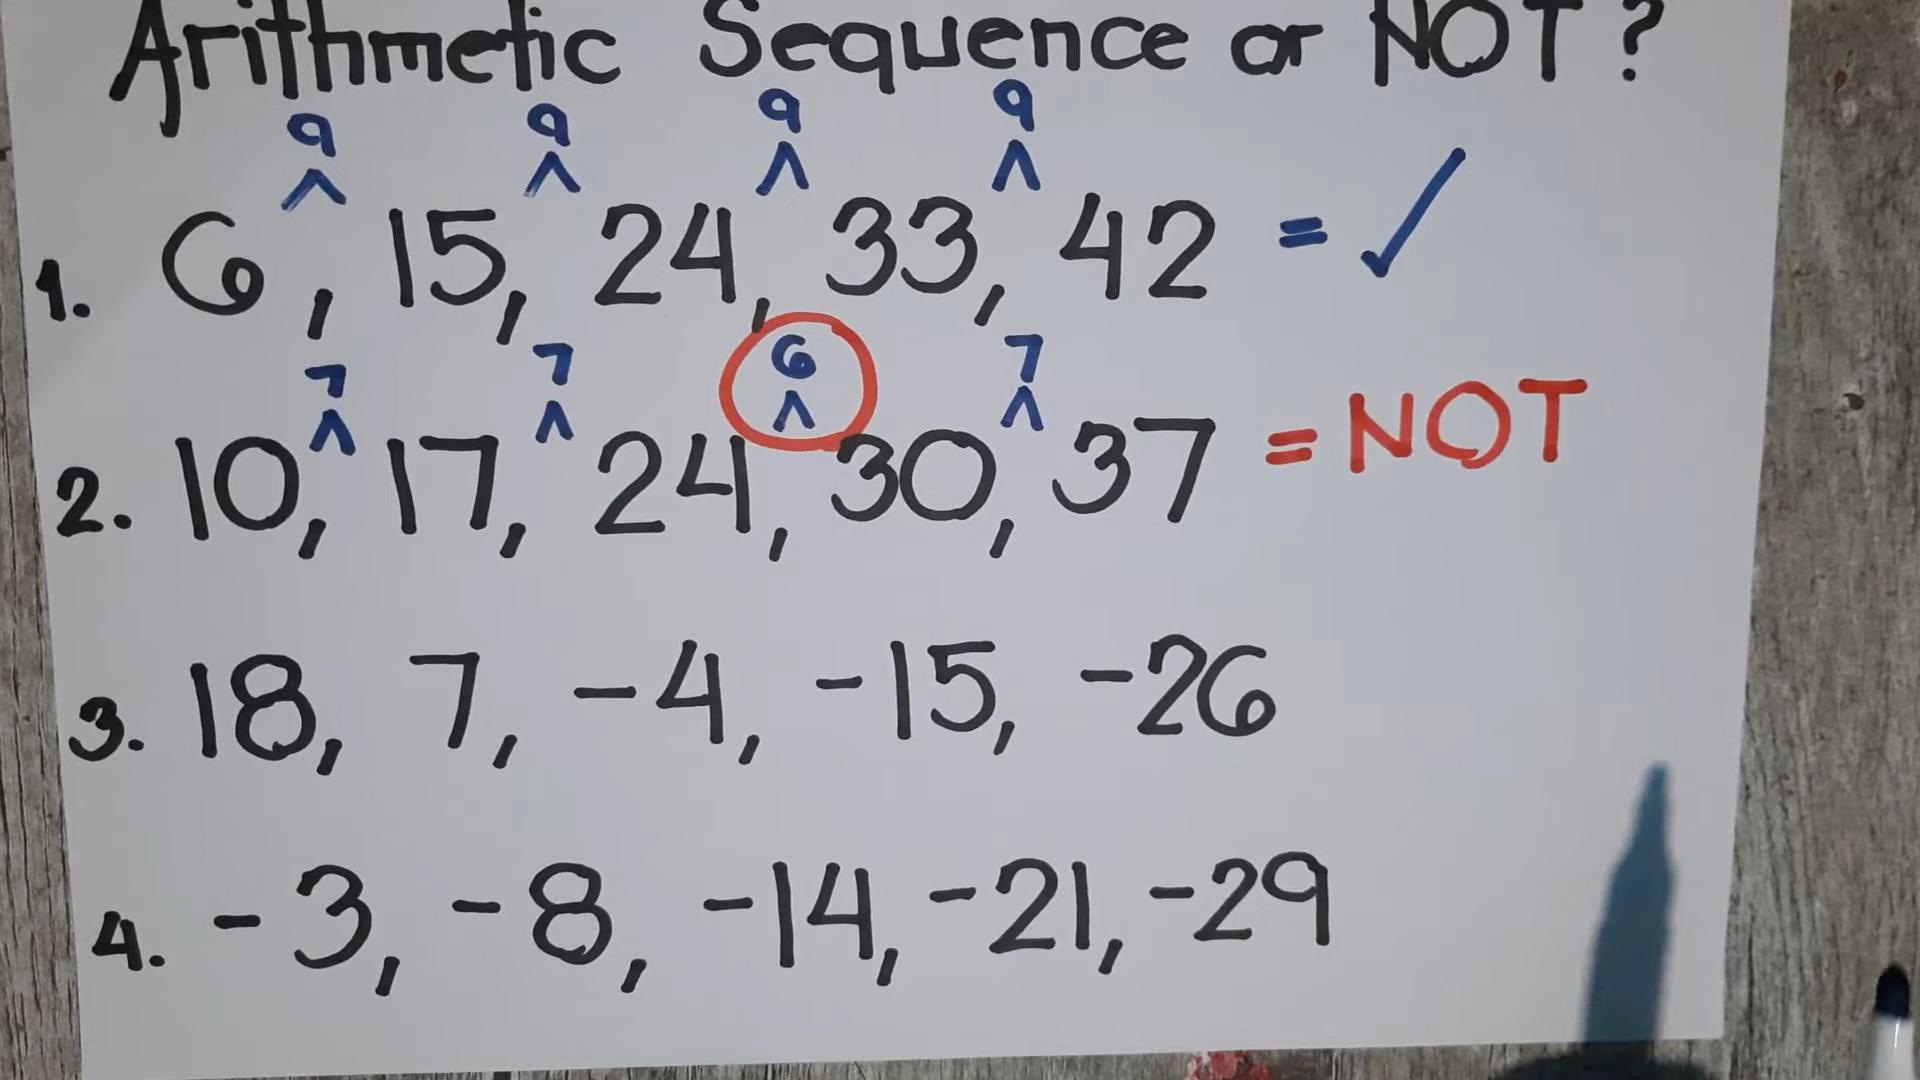 Arithmetic Sequence or NOT ?
9 9 9 9
^ ^ ^ ^
1. 6, 15, 24, 33, 42 = ✓
7 7 6 7
^ ^ ^ ^
2. 10, 17, 24, 30, 37 = NOT
3. 18, 7, -4, -15, -26
4. -3, -8, -14, -21, -29